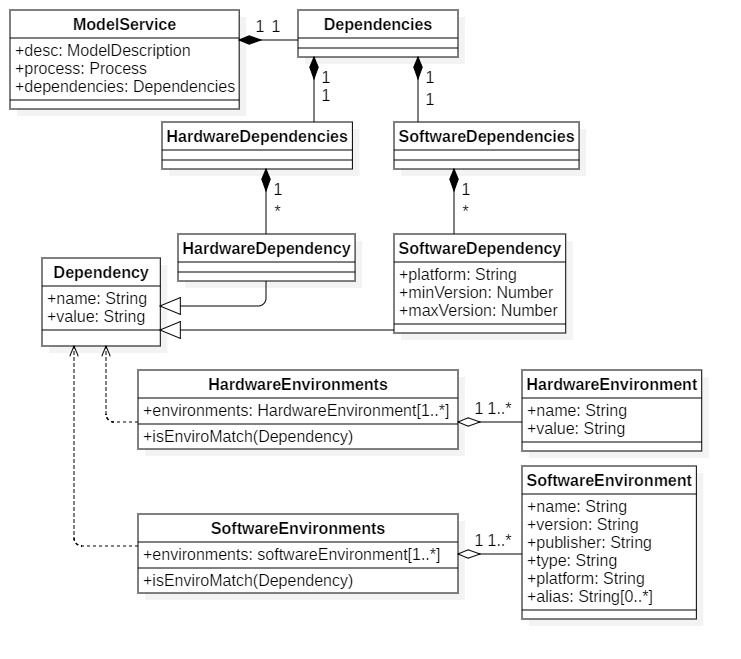 ModelService
+desc: ModelDescription
+process: Process
+dependencies: Dependencies
1 1
Dependencies
1
1
1
1
HardwareDependencies
SoftwareDependencies
1
*
1
*
HardwareDependency
SoftwareDependency
+platform: String
+minVersion: Number
+maxVersion: Number
Dependency
+name: String
+value: String
HardwareEnvironments
+environments: HardwareEnvironment[1..*]
+isEnviroMatch(Dependency)
1 1..*
HardwareEnvironment
+name: String
+value: String
SoftwareEnvironments
+environments: softwareEnvironment[1..*]
+isEnviroMatch(Dependency)
1 1..*
SoftwareEnvironment
+name: String
+version: String
+publisher: String
+type: String
+platform: String
+alias: String[0..*]